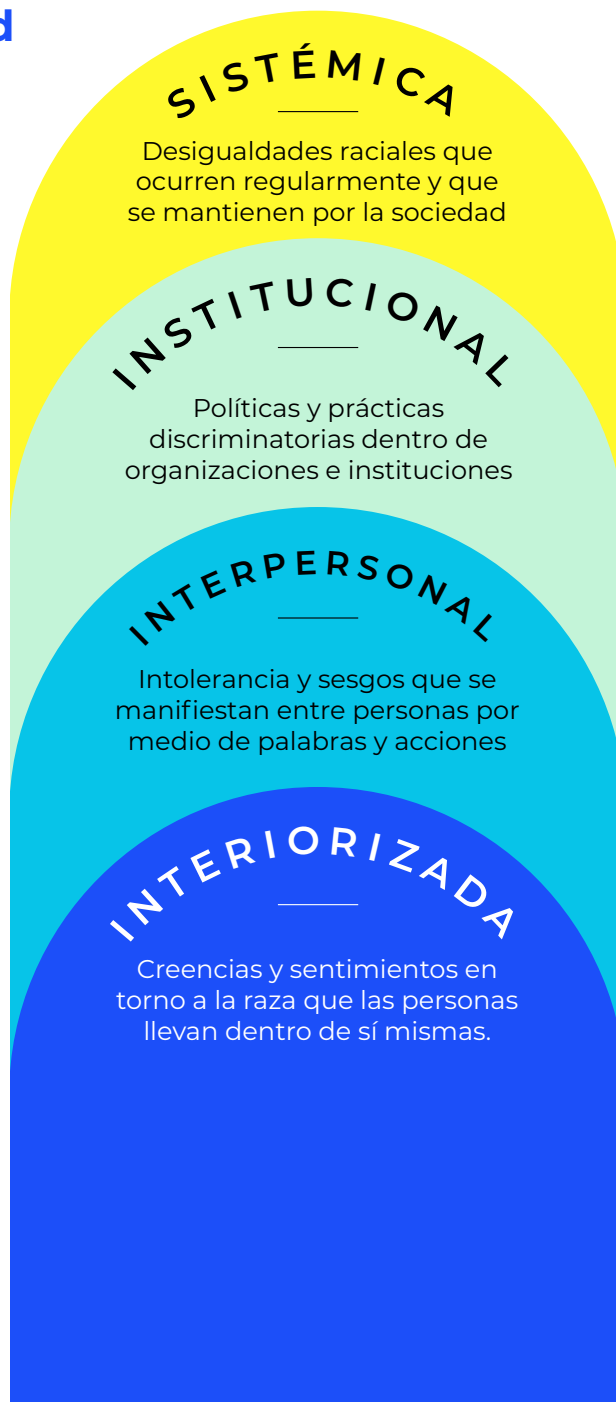 d
SISTÉMICA
Desigualdades raciales que
ocurren regularmente y que
se mantienen por la sociedad
INSTITUCIONAL
Políticas y prácticas
discriminatorias dentro de
organizaciones e instituciones
INTERPERSONAL
Intolerancia y sesgos que se
manifiestan entre personas por
medio de palabras y acciones
INTERIORIZADA
Creencias y sentimientos en
torno a la raza que las personas
llevan dentro de sí mismas.